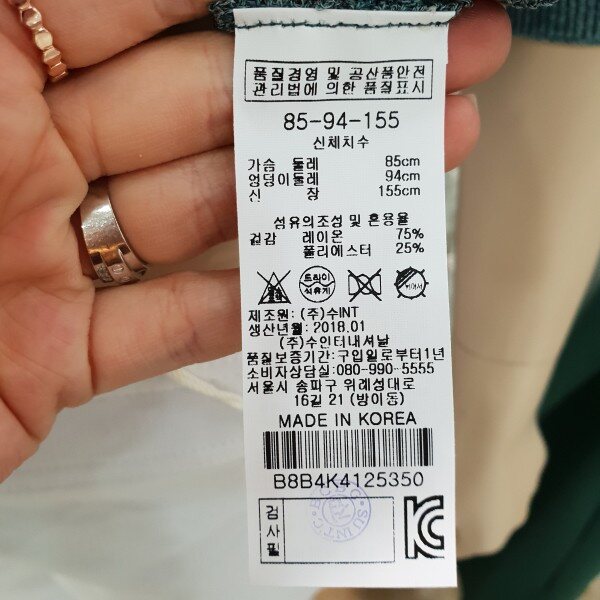 품질경영 및 공산품안전
관리법에 의한 품질표시
85-94-155
신체치수
가슴 둘레 85cm
엉덩이둘레 94cm
신 장 155cm
섬유의조성 및 혼용율
겉감 레이온 75%
폴리에스터 25%
드라이
석유계
제조원: (주)수INT
생산년월: 2018.01
(주)수인터내셔날
품질보증기간:구입일로부터1년
소비자상담실:080-990-5555
서울시 송파구 위례성대로
16길 21 (방이동)
MADE IN KOREA
B8B4K4125350
검사필
SU INT'C